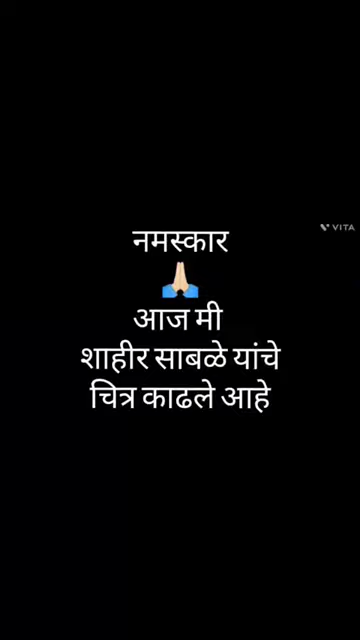 VITA
नमस्कार
🙏🏻
आज मी
शाहीर साबळे यांचे
चित्र काढले आहे